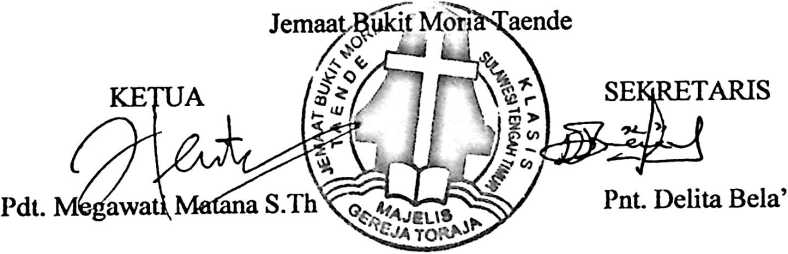 Jemaat Bukit Moria Taende
KETUA
SEKRETARIS
JEMAAT BUKIT MORIA
TAENDE
KLASIS
SULAWESI TENGAH TIMUR
MAJELIS
GEREJA TORAJA
Pdt. Megawati Matana S.Th
Pnt. Delita Bela’